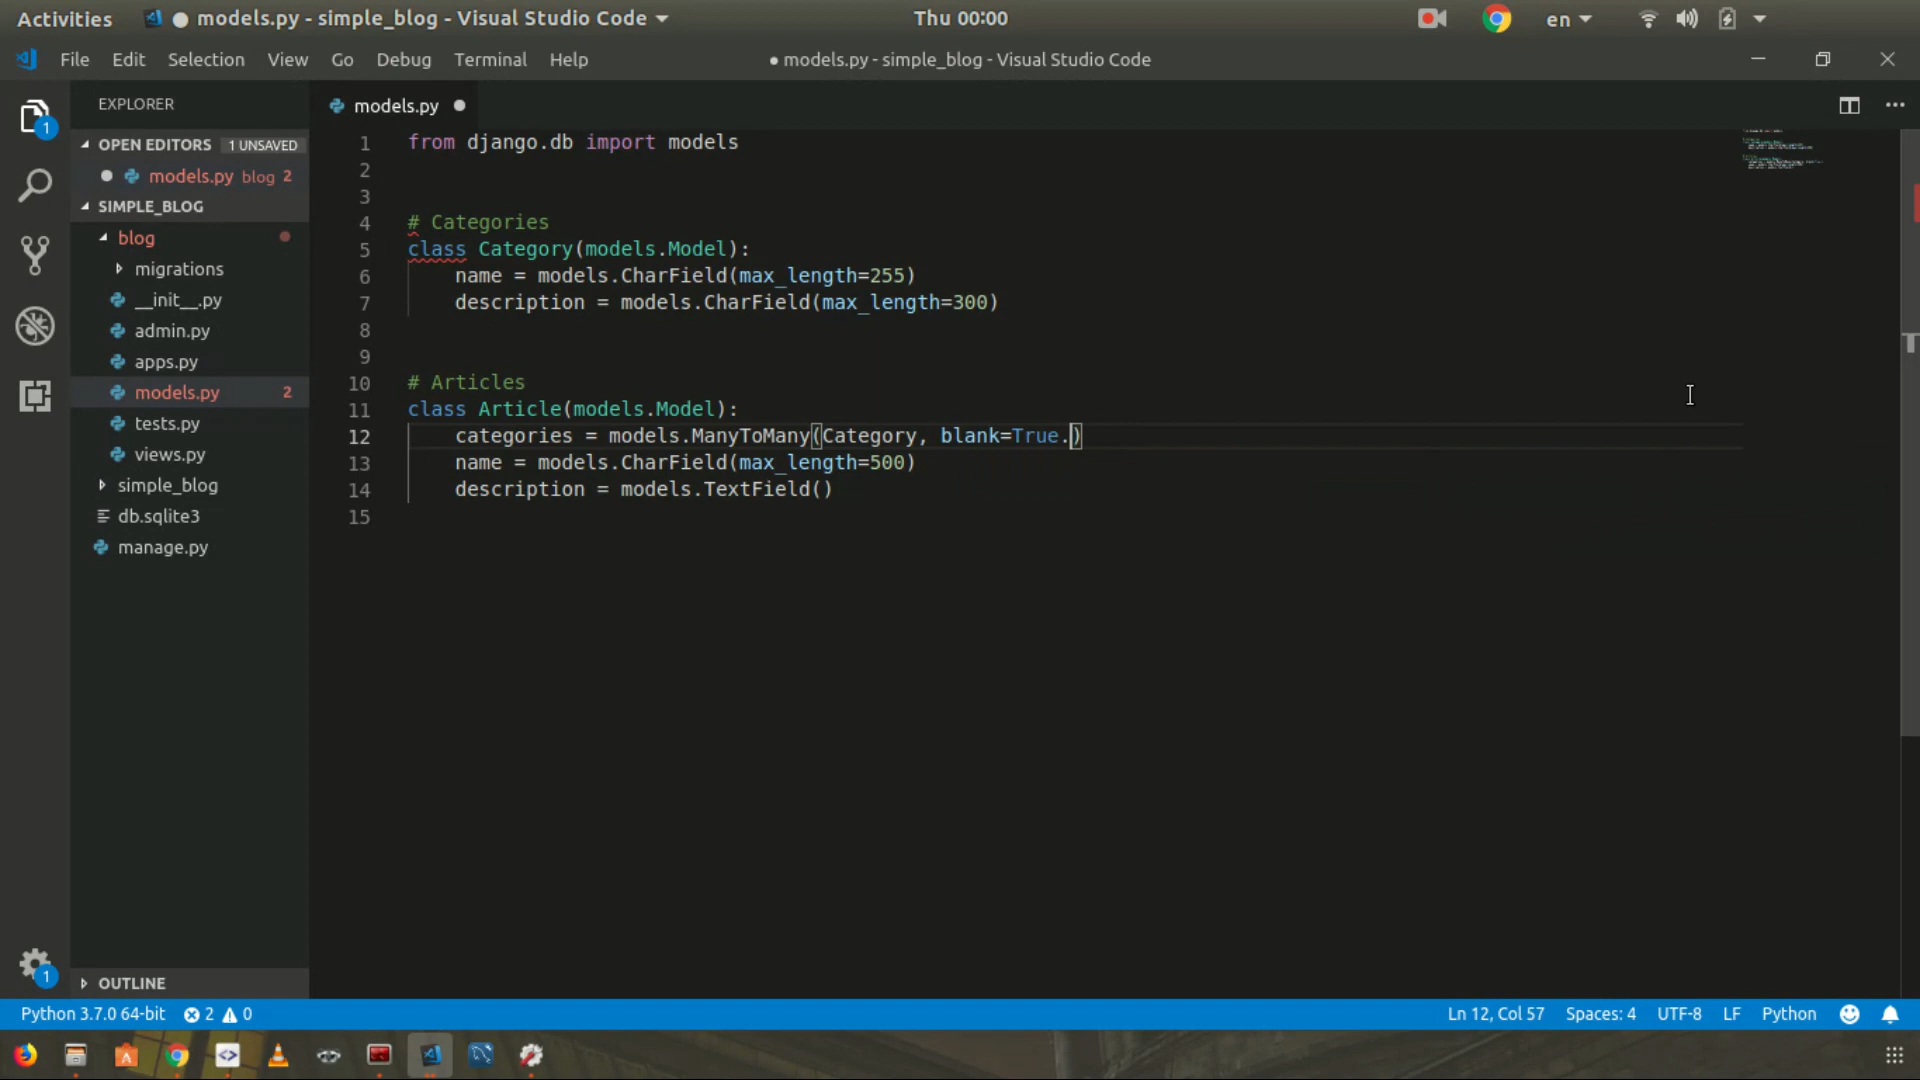 Activities models.py - simple_blog - Visual Studio Code Thu 00:00 en
File Edit Selection View Go Debug Terminal Help ● models.py - simple_blog - Visual Studio Code
EXPLORER
OPEN EDITORS 1 UNSAVED
models.py blog 2
SIMPLE_BLOG
blog
migrations
__init__.py
admin.py
apps.py
models.py 2
tests.py
views.py
simple_blog
db.sqlite3
manage.py
OUTLINE
1
1
models.py
1 from django.db import models
2
3
4 # Categories
5 class Category(models.Model):
6     name = models.CharField(max_length=255)
7     description = models.CharField(max_length=300)
8
9
10 # Articles
11 class Article(models.Model):
12     categories = models.ManyToMany(Category, blank=True.)
13     name = models.CharField(max_length=500)
14     description = models.TextField()
15
Python 3.7.0 64-bit 2 0 Ln 12, Col 57 Spaces: 4 UTF-8 LF Python